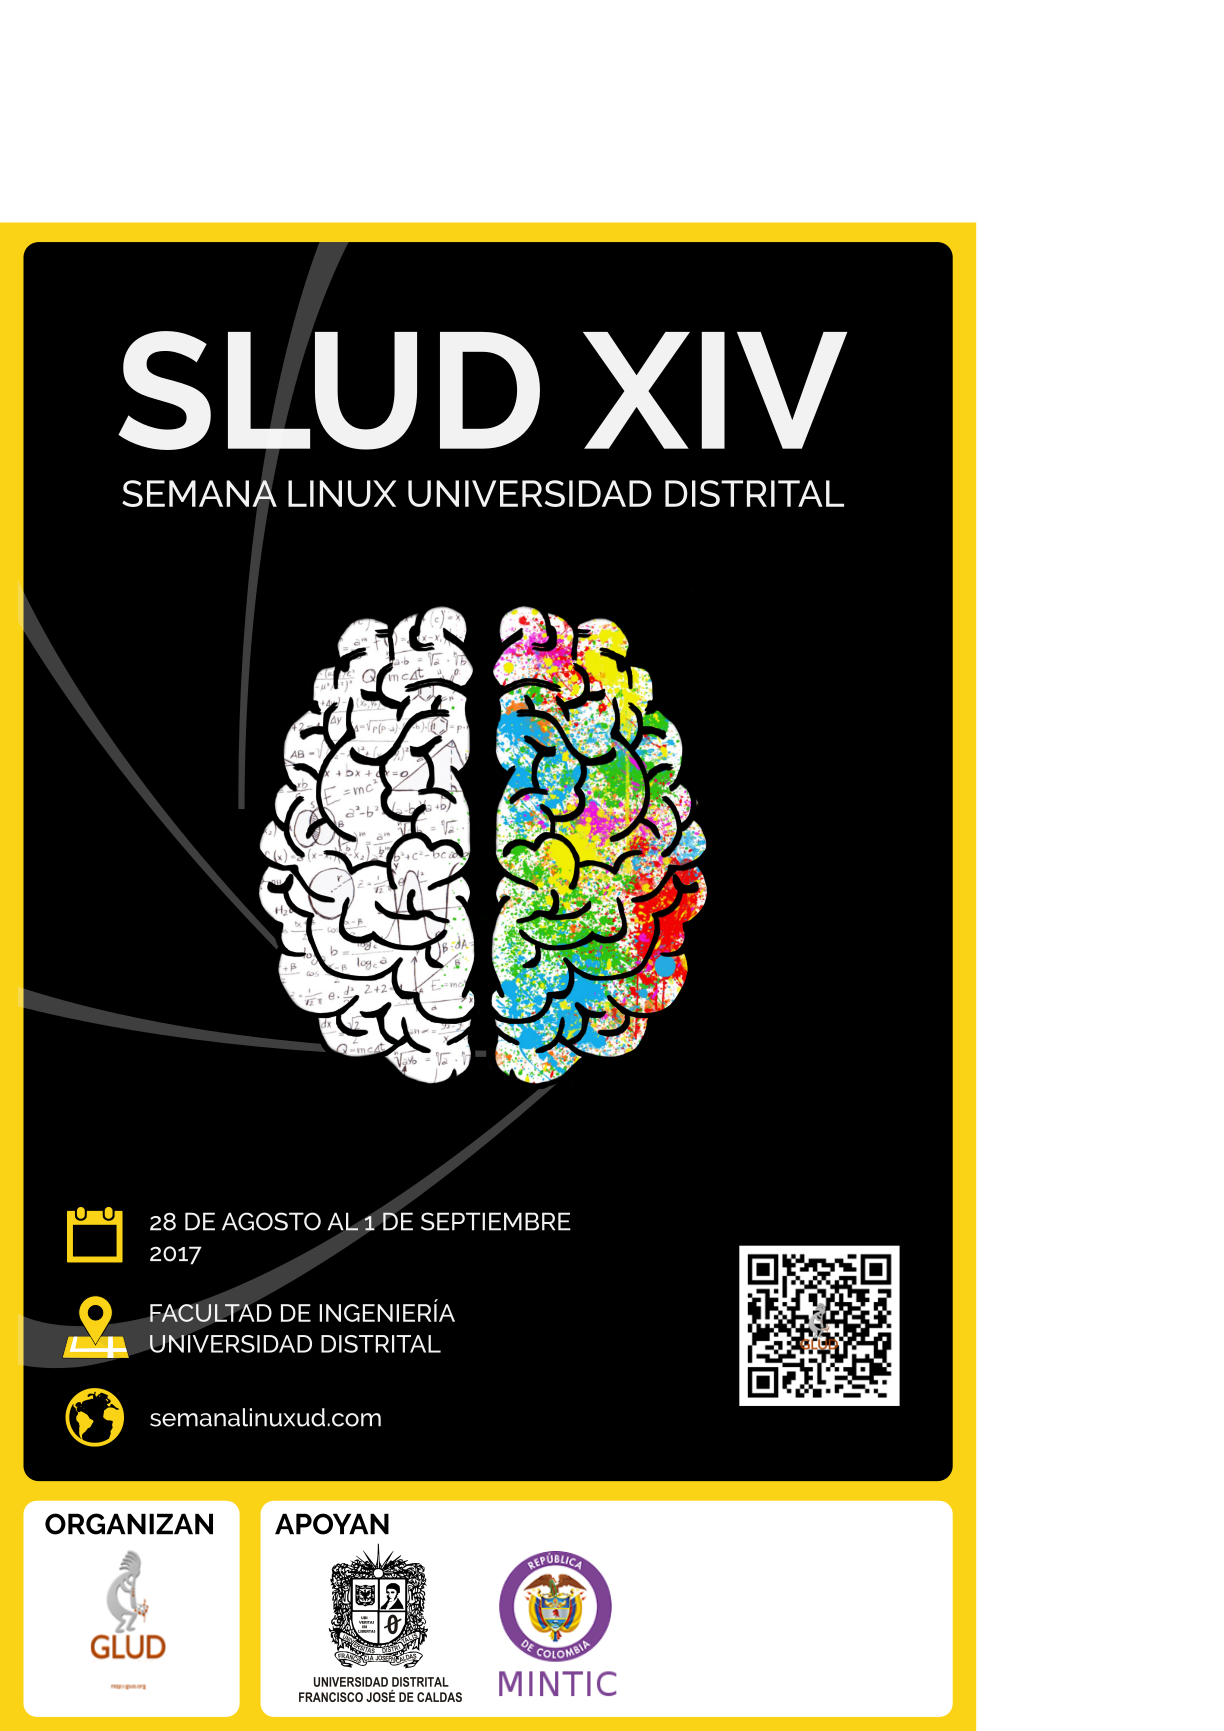 SLUD XIV
SEMANA LINUX UNIVERSIDAD DISTRITAL
28 DE AGOSTO AL 1 DE SEPTIEMBRE
2017
FACULTAD DE INGENIERÍA
UNIVERSIDAD DISTRITAL
semanalinuxud.com
GLUD
ORGANIZAN
GLUD
APOYAN
UNIVERSIDAD DISTRITAL
FRANCISCO JOSÉ DE CALDAS
REPÚBLICA
DE COLOMBIA
MINTIC